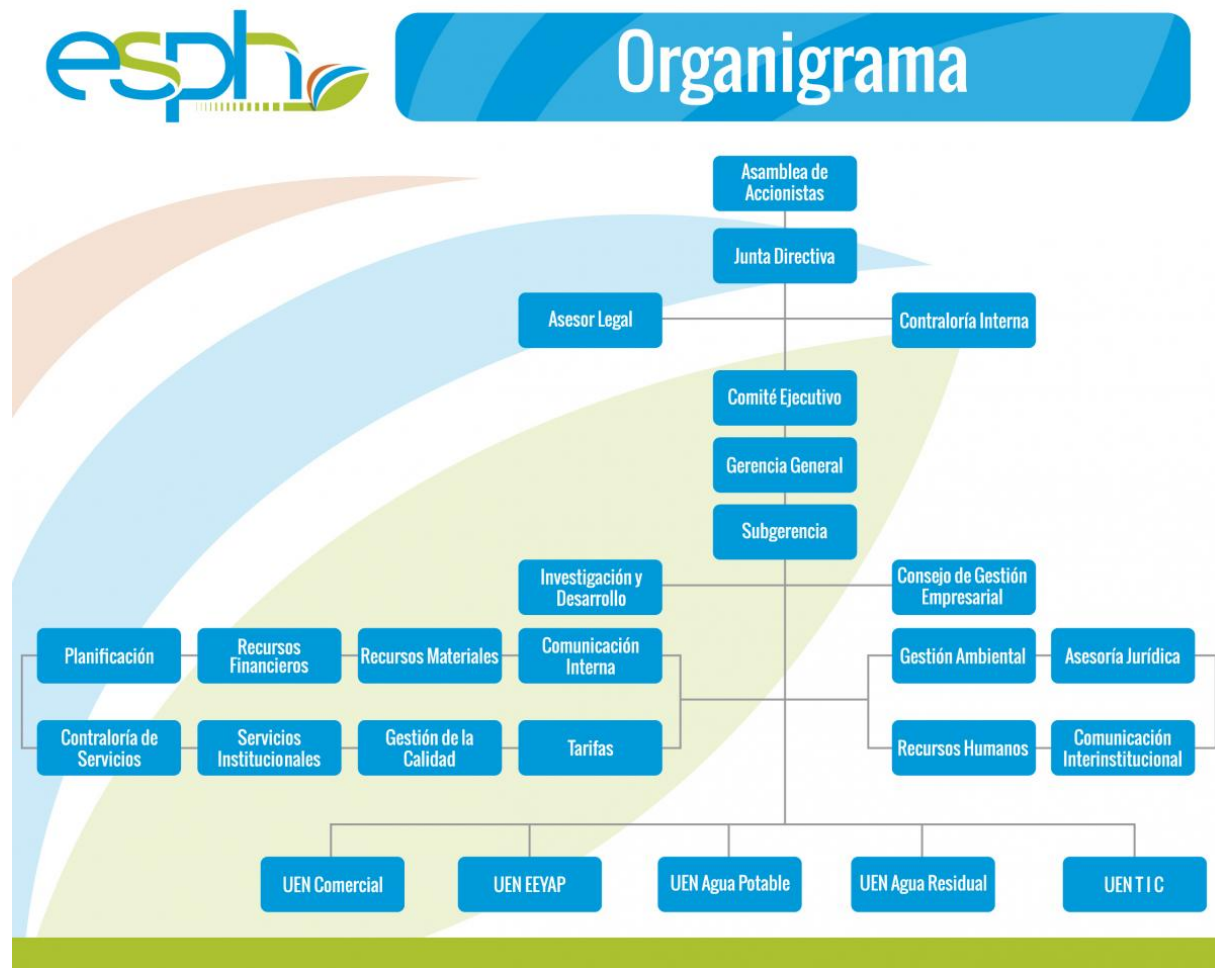 esph
Organigrama
Asamblea de
Accionistas
Junta Directiva
Asesor Legal
Contraloría Interna
Comité Ejecutivo
Gerencia General
Subgerencia
Investigación y
Desarrollo
Consejo de Gestión
Empresarial
Planificación
Recursos
Financieros
Recursos Materiales
Comunicación
Interna
Gestión Ambiental
Asesoría Jurídica
Contraloría de
Servicios
Servicios
Institucionales
Gestión de la
Calidad
Tarifas
Recursos Humanos
Comunicación
Interinstitucional
UEN Comercial
UEN EEYAP
UEN Agua Potable
UEN Agua Residual
UEN T I C